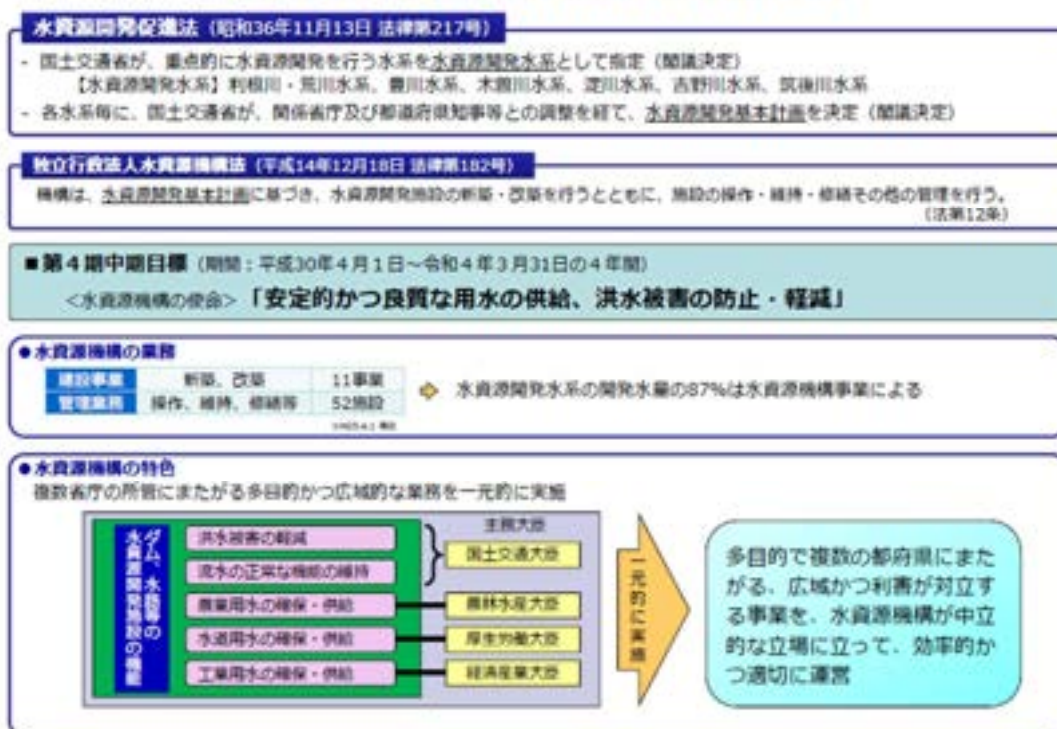 水資源開発促進法（昭和36年11月13日 法律第217号）
- 国土交通省が、重点的に水資源開発を行う水系を水資源開発水系として指定（閣議決定）
【水資源開発水系】利根川・荒川水系、豊川水系、木曽川水系、淀川水系、吉野川水系、筑後川水系
- 各水系毎に、国土交通省が、関係省庁及び都道府県知事等との調整を経て、水資源開発基本計画を決定（閣議決定）
独立行政法人水資源機構法（平成14年12月18日 法律第182号）
機構は、水資源開発基本計画に基づき、水資源開発施設の新築・改築を行うとともに、施設の操作・維持・修繕その他の管理を行う。
（法第12条）
■第４期中期目標（期間：平成30年４月１日～令和４年３月31日の４年間）
＜水資源機構の使命＞「安定的かつ良質な用水の供給、洪水被害の防止・軽減」
●水資源機構の業務
建設事業 新築、改築 11事業
管理業務 操作、維持、修繕等 52施設
水資源開発水系の開発水量の87%は水資源機構事業による
●水資源機構の特色
複数省庁の所管にまたがる多目的かつ広域的な業務を一元的に実施
ダム、水路等の
水資源開発施設の機能
洪水被害の軽減
流水の正常な機能の維持
農業用水の確保・供給
水道用水の確保・供給
工業用水の確保・供給
主務大臣
国土交通大臣
農林水産大臣
厚生労働大臣
経済産業大臣
一元的に実施
多目的で複数の都府県にまた
がる、広域かつ利害が対立す
る事業を、水資源機構が中立
的な立場に立って、効率的か
つ適切に運営